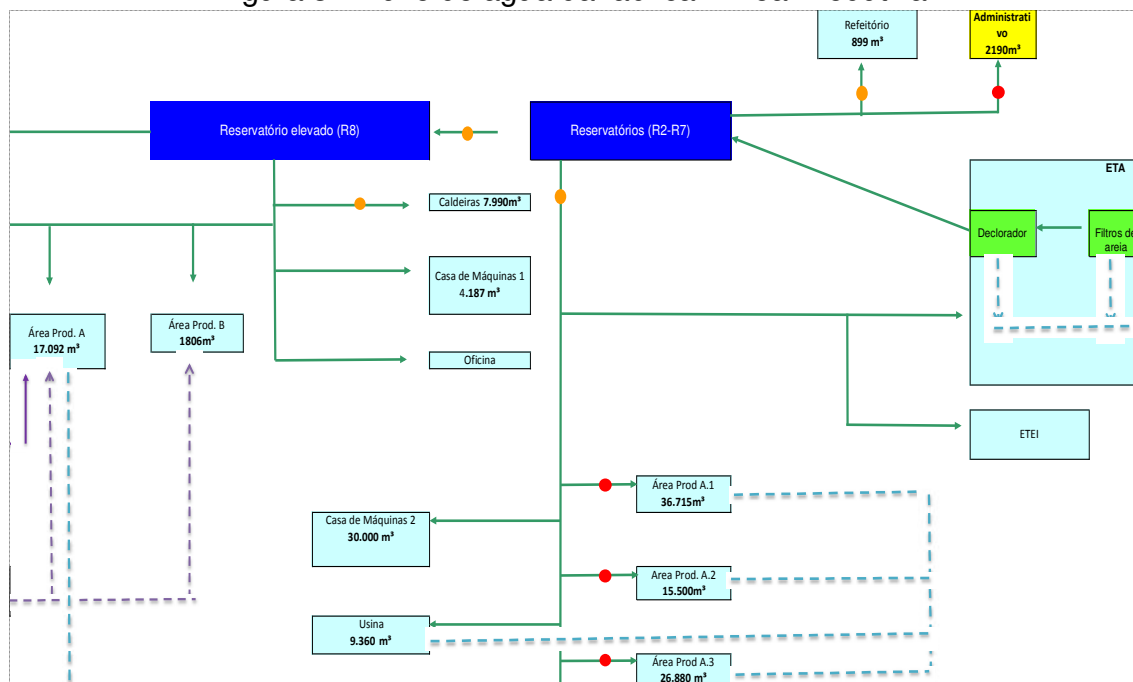 Refeitório
899 m³
Administrati
vo
2190m³
Reservatório elevado (R8)
Reservatórios (R2-R7)
ETA
Caldeiras 7.990m³
Declorador
Filtros de
areia
Casa de Máquinas 1
4.187 m³
Área Prod. A
17.092 m³
Área Prod. B
1806m³
Oficina
ETEI
Área Prod A.1
36.715m³
Casa de Máquinas 2
30.000 m³
Area Prod. A.2
15.500m³
Usina
9.360 m³
Área Prod A.3
26.880 m³